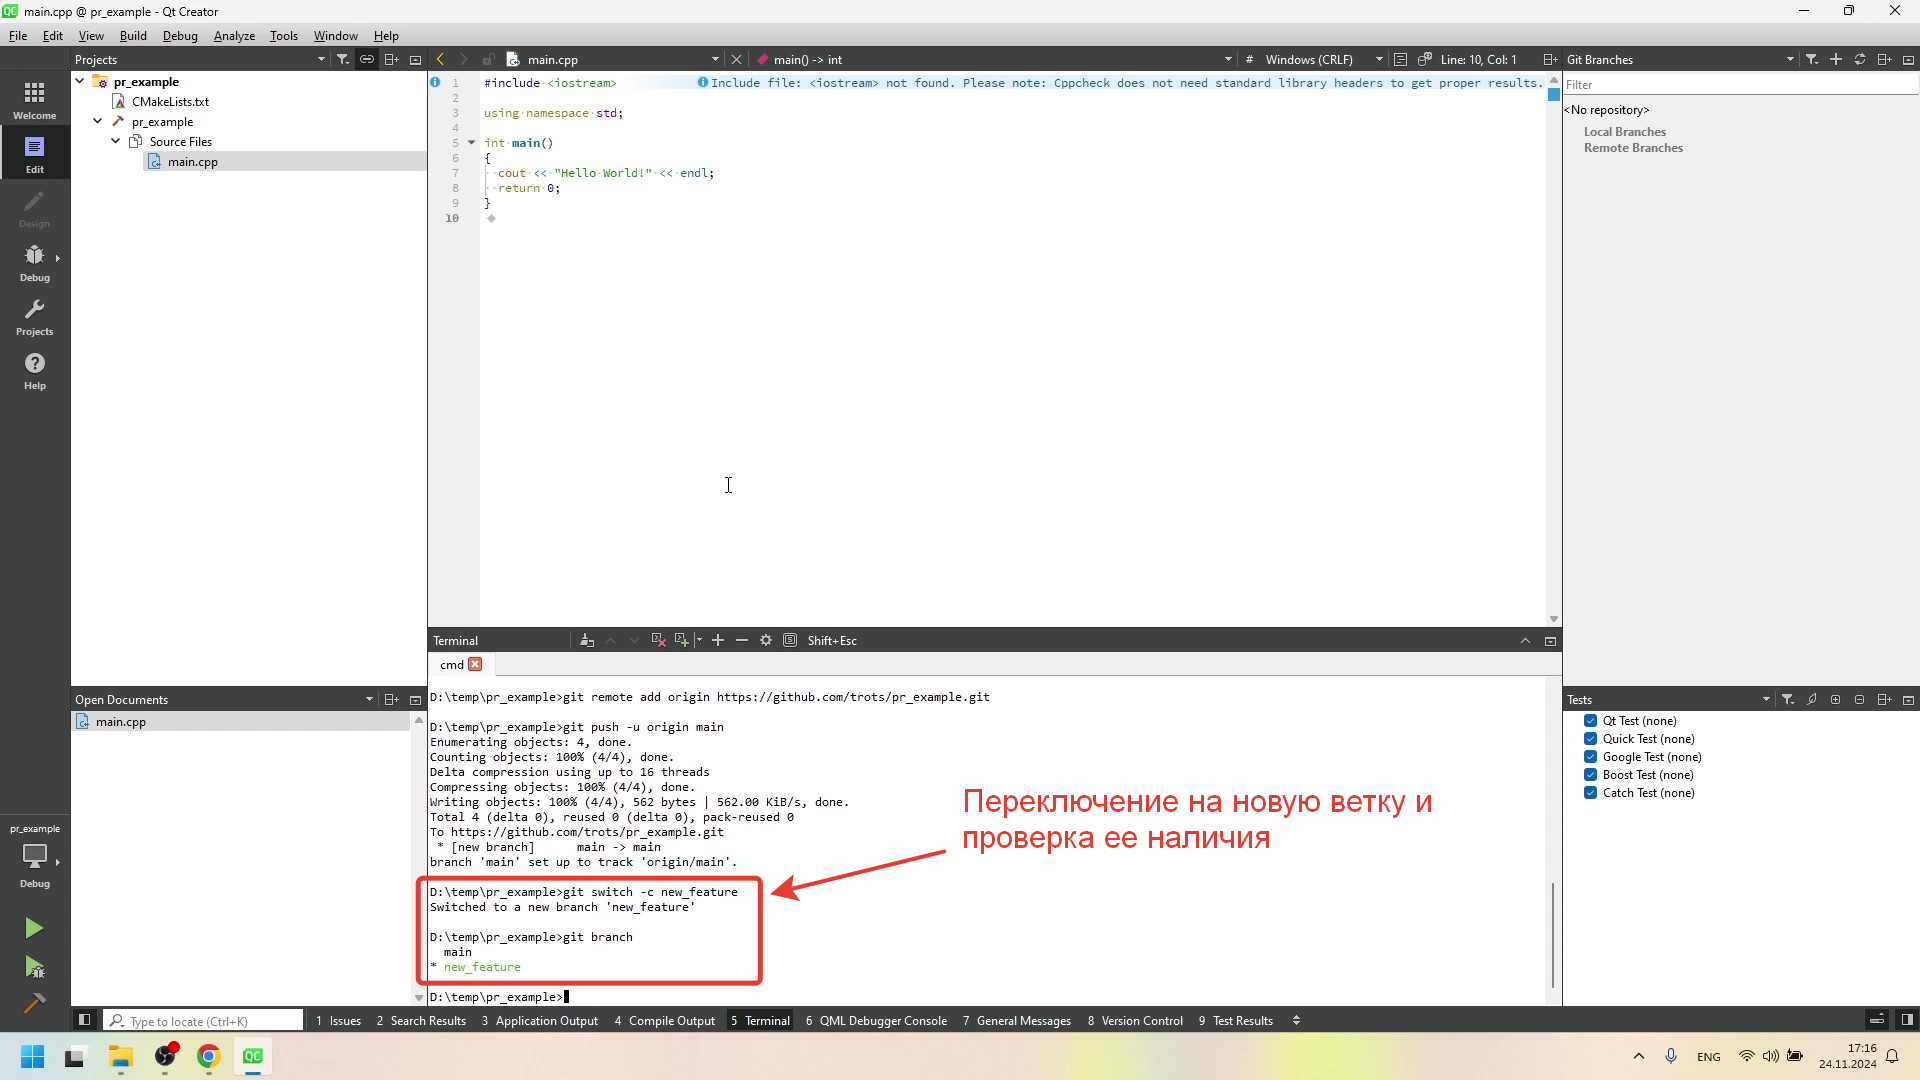 main.cpp @ pr_example - Qt Creator
File Edit View Build Debug Analyze Tools Window Help
Projects
main.cpp
main() -> int
# Windows (CRLF)
Line: 10, Col: 1
Git Branches
Welcome
Edit
Design
Debug
Projects
Help
pr_example
CMakeLists.txt
pr_example
Source Files
main.cpp
1 #include <iostream>
Include file: <iostream> not found. Please note: Cppcheck does not need standard library headers to get proper results.
2
3 using namespace std;
4
5 int main()
6 {
7 cout << "Hello World!" << endl;
8 return 0;
9 }
10
Filter
<No repository>
Local Branches
Remote Branches
Terminal
Shift+Esc
cmd
D:\temp\pr_example>git remote add origin https://github.com/trots/pr_example.git
D:\temp\pr_example>git push -u origin main
Enumerating objects: 4, done.
Counting objects: 100% (4/4), done.
Delta compression using up to 16 threads
Compressing objects: 100% (4/4), done.
Writing objects: 100% (4/4), 562 bytes | 562.00 KiB/s, done.
Total 4 (delta 0), reused 0 (delta 0), pack-reused 0
To https://github.com/trots/pr_example.git
* [new branch] main -> main
branch 'main' set up to track 'origin/main'.
D:\temp\pr_example>git switch -c new_feature
Switched to a new branch 'new_feature'
D:\temp\pr_example>git branch
main
* new_feature
D:\temp\pr_example>
Переключение на новую ветку и
проверка ее наличия
Open Documents
main.cpp
Tests
Qt Test (none)
Quick Test (none)
Google Test (none)
Boost Test (none)
Catch Test (none)
pr_example
Debug
Type to locate (Ctrl+K)
1 Issues 2 Search Results 3 Application Output 4 Compile Output 5 Terminal 6 QML Debugger Console 7 General Messages 8 Version Control 9 Test Results
QC
ENG
17:16
24.11.2024